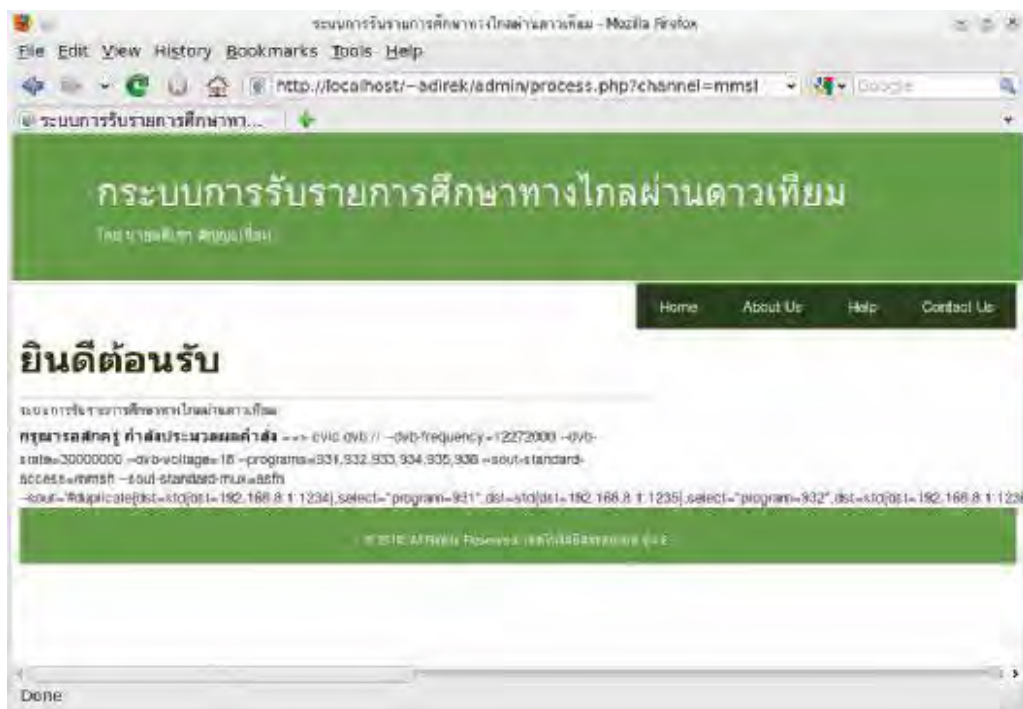 ระบบการรับรายการศึกษาทางไกลผ่านดาวเทียม - Mozilla Firefox
File Edit View History Bookmarks Tools Help
http://localhost/~adirek/admin/process.php?channel=mms! Google
ระบบการรับรายการศึกษาทา...
กระบบการรับรายการศึกษาทางไกลผ่านดาวเทียม
Home About Us Help Contact Us
ยินดีต้อนรับ
ระบบการรับรายการศึกษาทางไกลผ่านดาวเทียม
กรุณารอสักครู่ กำลังประมวลผลคำสั่ง ==> cvlc dvb:// --dvb-frequency=12272000 --dvb-
srate=30000000 --dvb-voltage=18 --programs=931,932,933,934,935,936 --sout-standard-
access=mmsh --sout-standard-mux=asfh
--sout='#duplicate{dst=std{dst=192.168.8.1:1234},select="program=931",dst=std{dst=192.168.8.1:1235},select="program=932",dst=std{dst=192.168.8.1:1236
Done